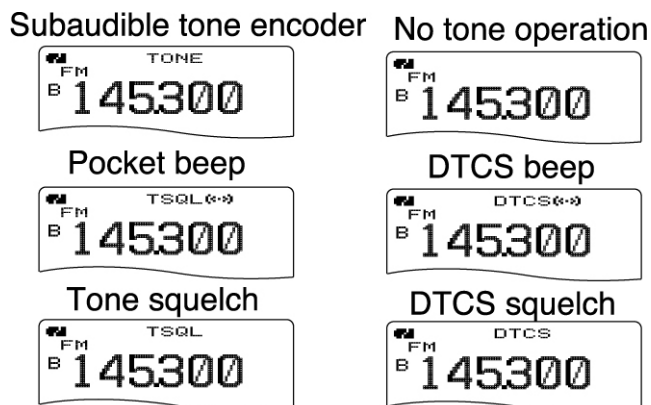 Subaudible tone encoder
TONE
FM
B 145.300
No tone operation
FM
B 145.300
Pocket beep
TSQL((·))
FM
B 145.300
DTCS beep
DTCS((·))
FM
B 145.300
Tone squelch
TSQL
FM
B 145.300
DTCS squelch
DTCS
FM
B 145.300